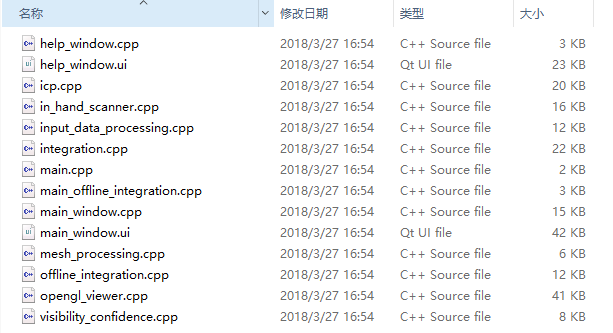 名称 修改日期 类型 大小
help_window.cpp 2018/3/27 16:54 C++ Source file 3 KB
help_window.ui 2018/3/27 16:54 Qt UI file 23 KB
icp.cpp 2018/3/27 16:54 C++ Source file 20 KB
in_hand_scanner.cpp 2018/3/27 16:54 C++ Source file 16 KB
input_data_processing.cpp 2018/3/27 16:54 C++ Source file 12 KB
integration.cpp 2018/3/27 16:54 C++ Source file 22 KB
main.cpp 2018/3/27 16:54 C++ Source file 2 KB
main_offline_integration.cpp 2018/3/27 16:54 C++ Source file 3 KB
main_window.cpp 2018/3/27 16:54 C++ Source file 15 KB
main_window.ui 2018/3/27 16:54 Qt UI file 42 KB
mesh_processing.cpp 2018/3/27 16:54 C++ Source file 6 KB
offline_integration.cpp 2018/3/27 16:54 C++ Source file 12 KB
opengl_viewer.cpp 2018/3/27 16:54 C++ Source file 41 KB
visibility_confidence.cpp 2018/3/27 16:54 C++ Source file 8 KB